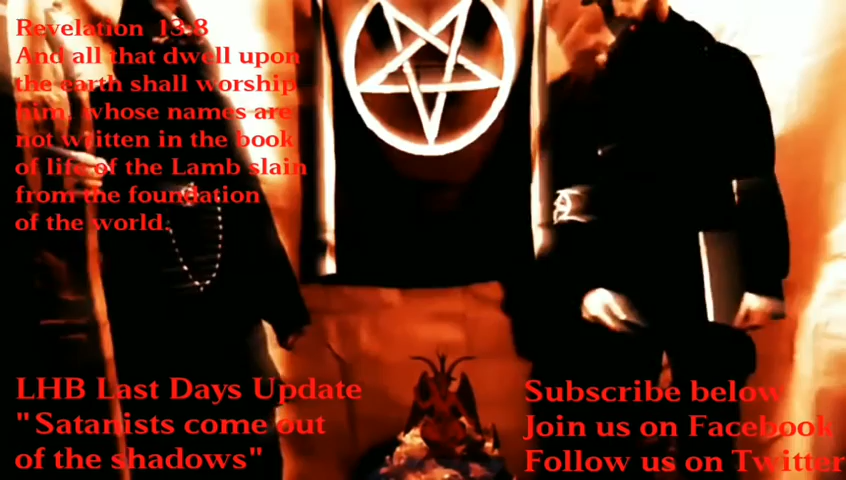 Revelation 13:8
And all that dwell upon
the earth shall worship
him, whose names are
not written in the book
of life of the Lamb slain
from the foundation
of the world.
LHB Last Days Update
"Satanists come out
of the shadows"
Subscribe below
Join us on Facebook
Follow us on Twitter